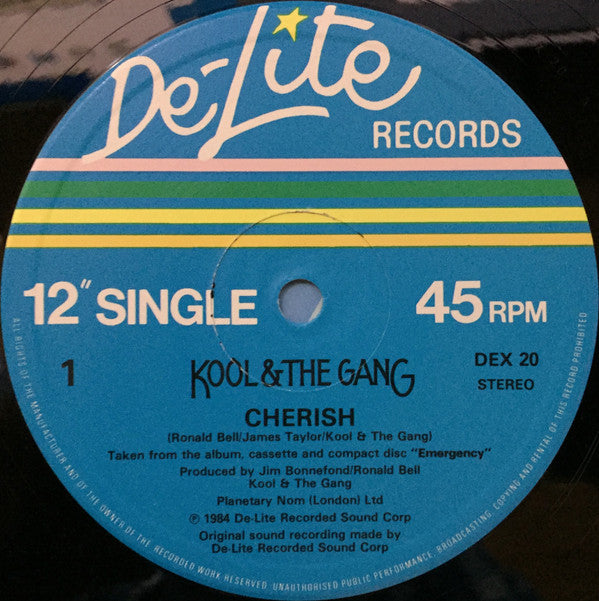 De-Lite
RECORDS
12" SINGLE
45 RPM
1
KOOL & THE GANG
DEX 20
STEREO
CHERISH
(Ronald Bell/James Taylor/Kool & The Gang)
Taken from the album, cassette and compact disc "Emergency"
Produced by Jim Bonnefond/Ronald Bell
Kool & The Gang
Planetary Nom (London) Ltd
℗ 1984 De-Lite Recorded Sound Corp
Original sound recording made by
De-Lite Recorded Sound Corp
ALL RIGHTS OF THE MANUFACTURER AND OF THE OWNER OF THE RECORDED WORK RESERVED. UNAUTHORISED PUBLIC PERFORMANCE, BROADCASTING, COPYING AND RENTAL OF THIS RECORD PROHIBITED